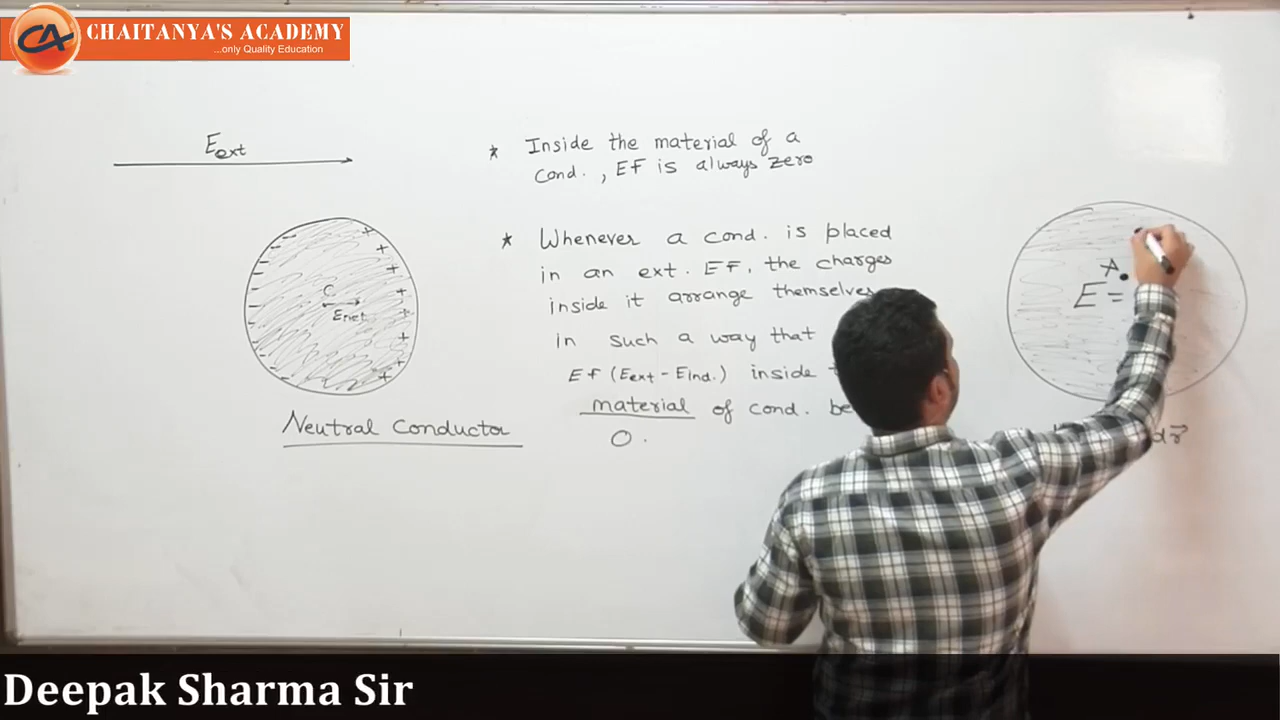 CA
CHAITANYA'S ACADEMY
...only Quality Education
Eext
* Inside the material of a
Cond. , EF is always zero
* Whenever a cond. is placed
in an ext. EF, the charges
inside it arrange themselves
in such a way that
EF (Eext - EInd.) inside
material of cond. be
0.
C
Enet
Neutral Conductor
A
E =
dr⃗
Deepak Sharma Sir